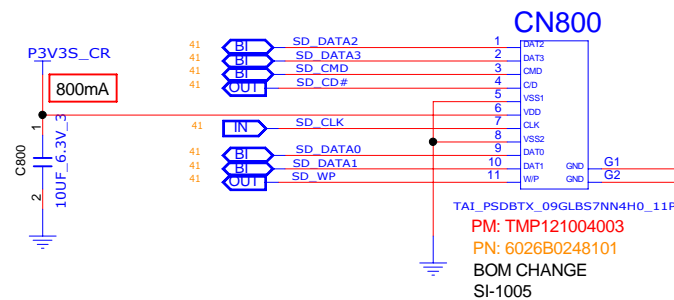 CN800
P3V3S_CR
800mA
41 BI SD_DATA2 1 DAT2
41 BI SD_DATA3 2 DAT3
41 BI SD_CMD 3 CMD
41 OUT SD_CD# 4 C/D
5 VSS1
6 VDD
41 IN SD_CLK 7 CLK
8 VSS2
41 BI SD_DATA0 9 DAT0
41 BI SD_DATA1 10 DAT1 GND G1
41 OUT SD_WP 11 W/P GND G2
C800
1
2
10UF_6.3V_3
TAI_PSDBTX_09GLBS7NN4H0_11P
PM: TMP121004003
PN: 6026B0248101
BOM CHANGE
SI-1005